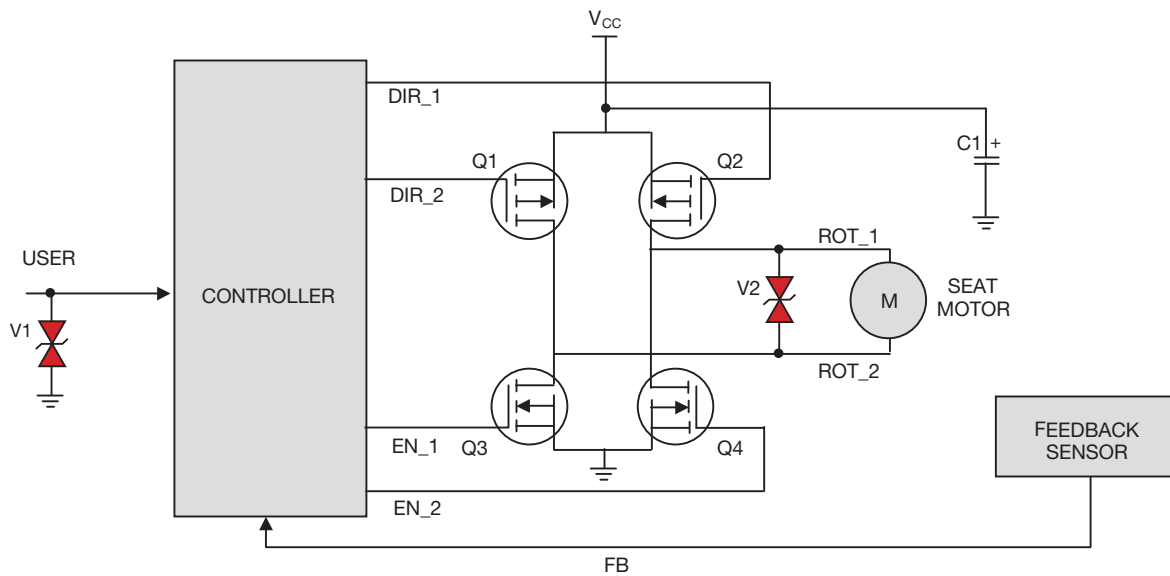 VCC
DIR_1
C1 +
Q1
Q2
DIR_2
USER
ROT_1
CONTROLLER
V2
M
SEAT
MOTOR
V1
ROT_2
EN_1
Q3
Q4
FEEDBACK
SENSOR
EN_2
FB